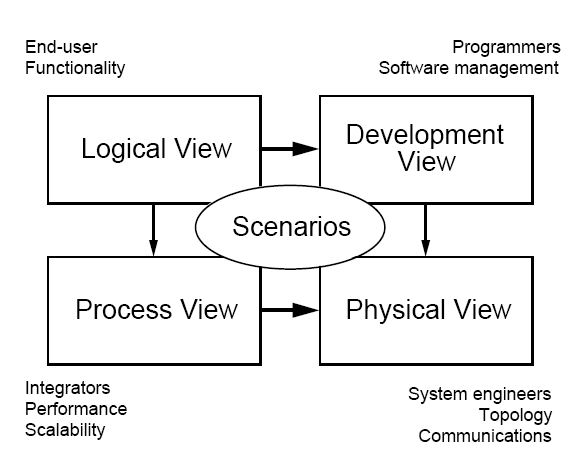 End-user
Functionality
Programmers
Software management
Logical View
Development
View
Scenarios
Process View
Physical View
Integrators
Performance
Scalability
System engineers
Topology
Communications